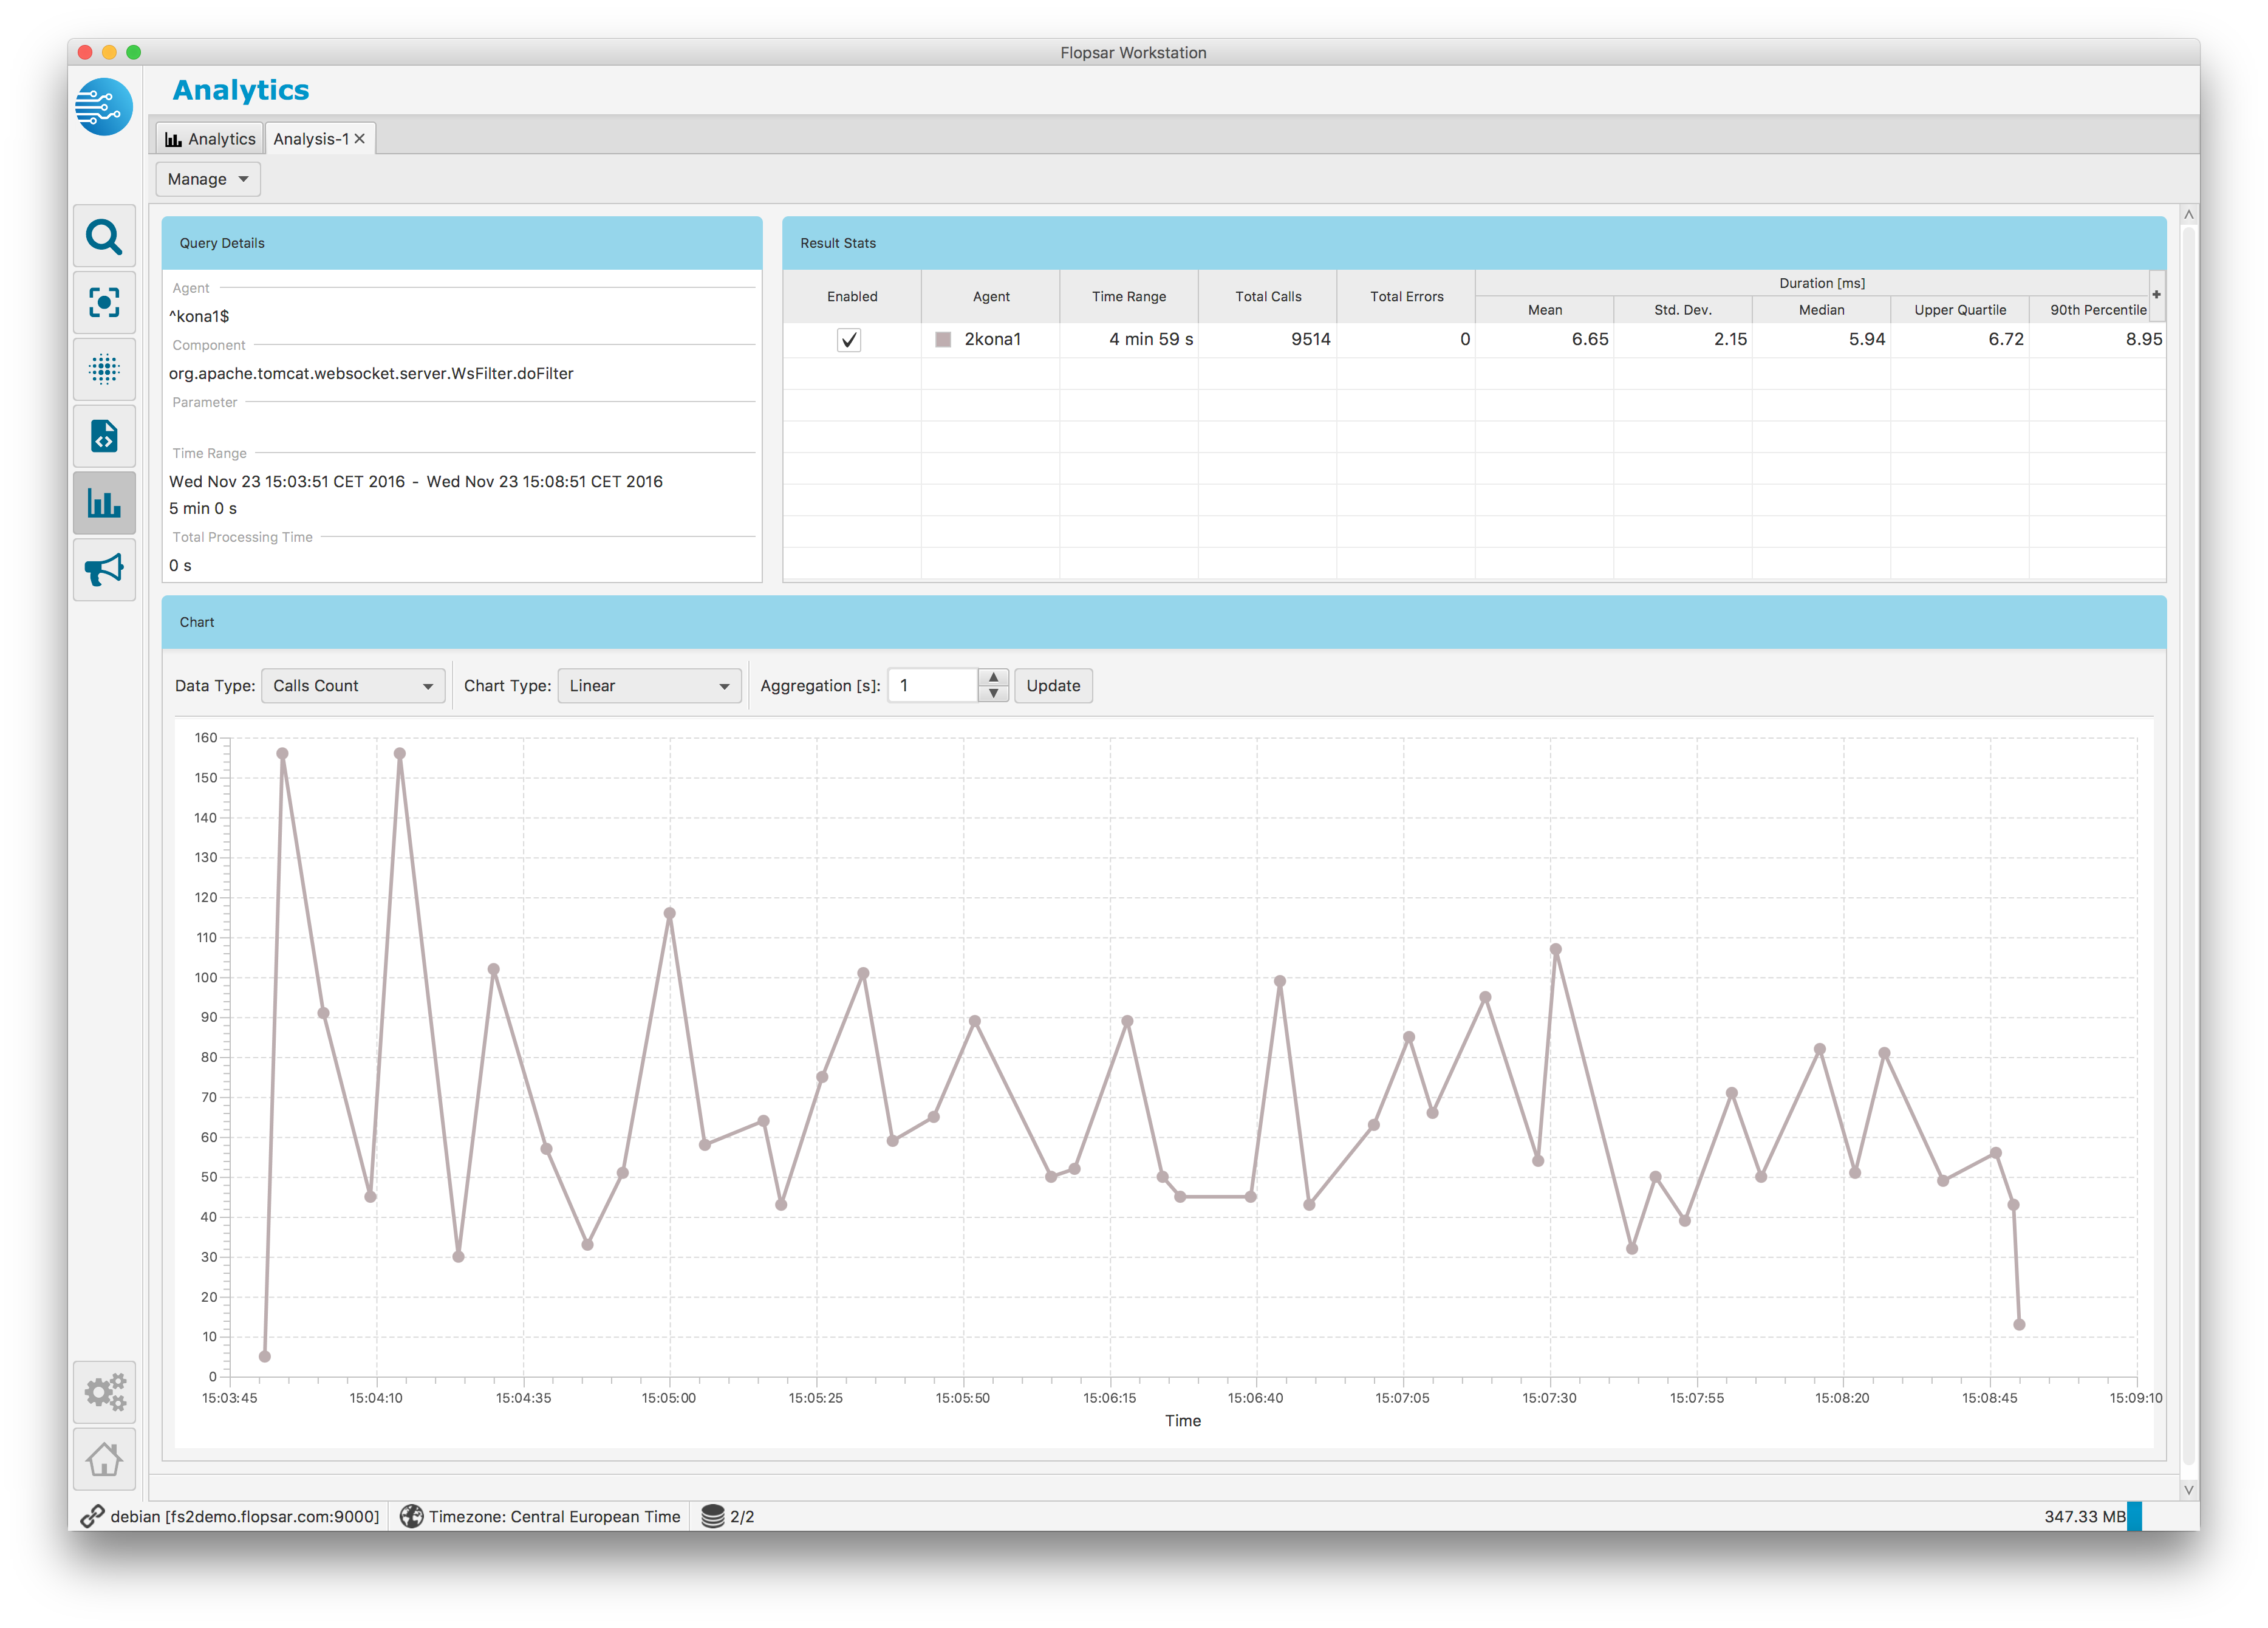 Flopsar Workstation
Analytics
Analytics
Analysis-1
Manage
Query Details
Agent
^kona1$
Component
org.apache.tomcat.websocket.server.WsFilter.doFilter
Parameter
Time Range
Wed Nov 23 15:03:51 CET 2016 - Wed Nov 23 15:08:51 CET 2016
5 min 0 s
Total Processing Time
0 s
Result Stats
Enabled Agent Time Range Total Calls Total Errors Duration [ms]
Mean Std. Dev. Median Upper Quartile 90th Percentile +
2kona1 4 min 59 s 9514 0 6.65 2.15 5.94 6.72 8.95
Chart
Data Type: Calls Count Chart Type: Linear Aggregation [s]: 1 Update
160
150
140
130
120
110
100
90
80
70
60
50
40
30
20
10
0
15:03:45 15:04:10 15:04:35 15:05:00 15:05:25 15:05:50 15:06:15 15:06:40 15:07:05 15:07:30 15:07:55 15:08:20 15:08:45 15:09:10
Time
debian [fs2demo.flopsar.com:9000] Timezone: Central European Time 2/2 347.33 MB